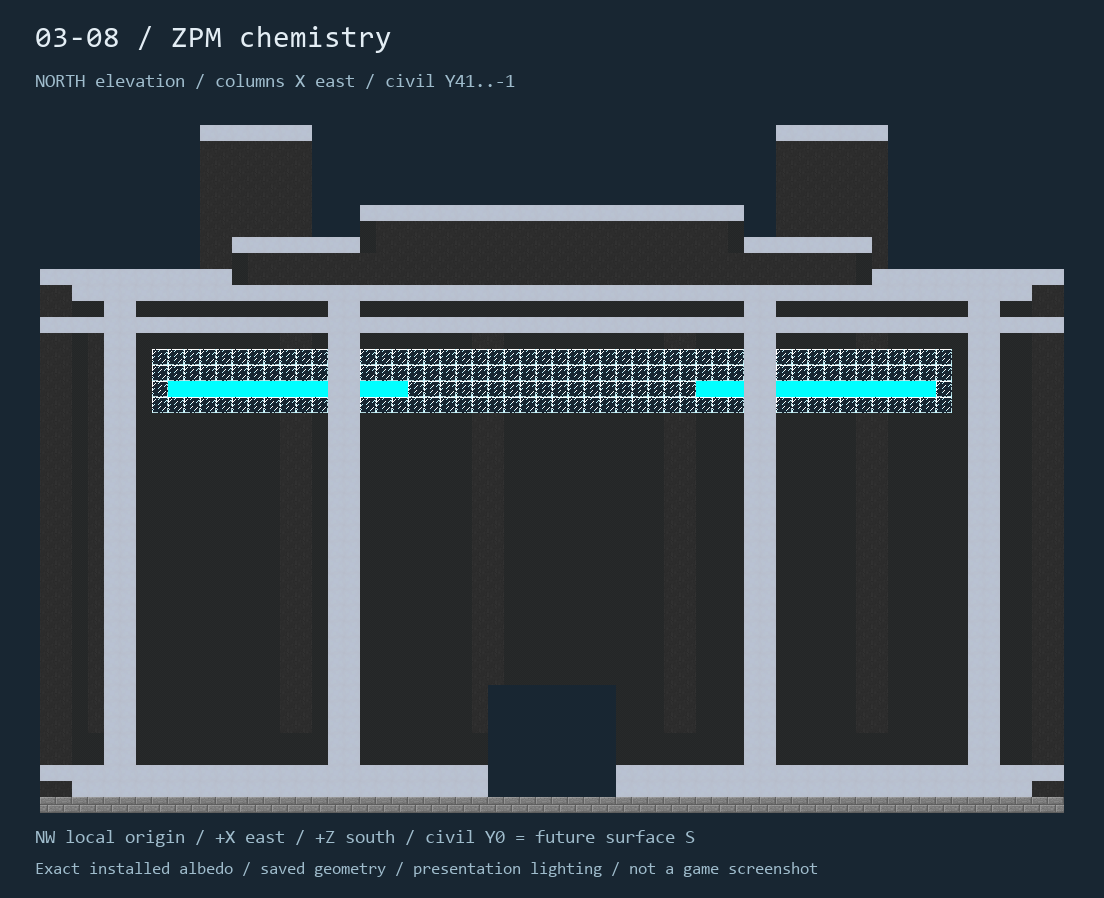 03-08 / ZPM chemistry
NORTH elevation / columns X east / civil Y41..-1
NW local origin / +X east / +Z south / civil Y0 = future surface S
Exact installed albedo / saved geometry / presentation lighting / not a game screenshot